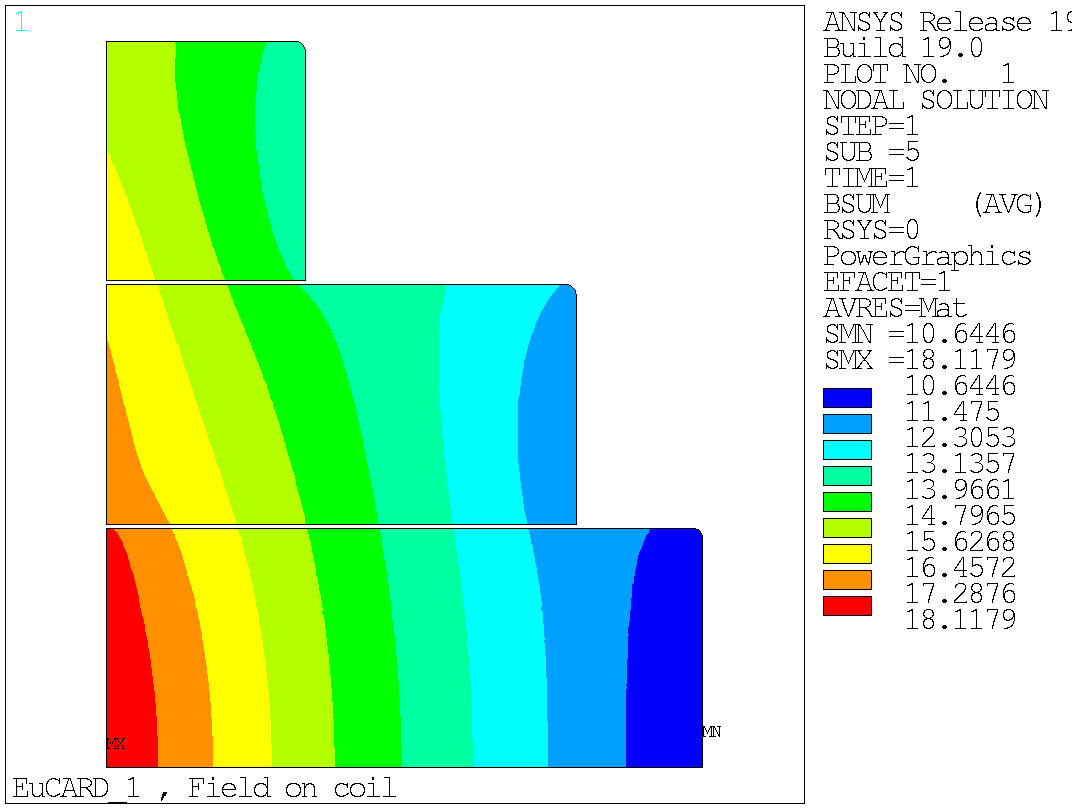 1
ANSYS Release 19
Build 19.0
PLOT NO. 1
NODAL SOLUTION
STEP=1
SUB =5
TIME=1
BSUM (AVG)
RSYS=0
PowerGraphics
EFACET=1
AVRES=Mat
SMN =10.6446
SMX =18.1179
10.6446
11.475
12.3053
13.1357
13.9661
14.7965
15.6268
16.4572
17.2876
18.1179
MX
MN
EuCARD_1 , Field on coil